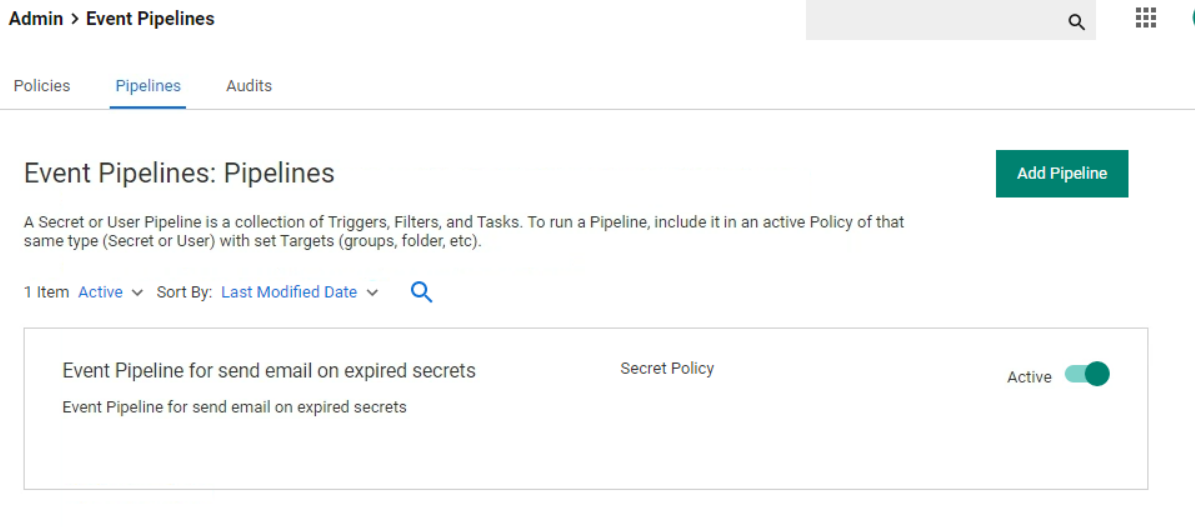 Admin > Event Pipelines
Policies Pipelines Audits
Event Pipelines: Pipelines
Add Pipeline
A Secret or User Pipeline is a collection of Triggers, Filters, and Tasks. To run a Pipeline, include it in an active Policy of that
same type (Secret or User) with set Targets (groups, folder, etc).
1 Item Active Sort By: Last Modified Date
Event Pipeline for send email on expired secrets
Secret Policy
Active
Event Pipeline for send email on expired secrets